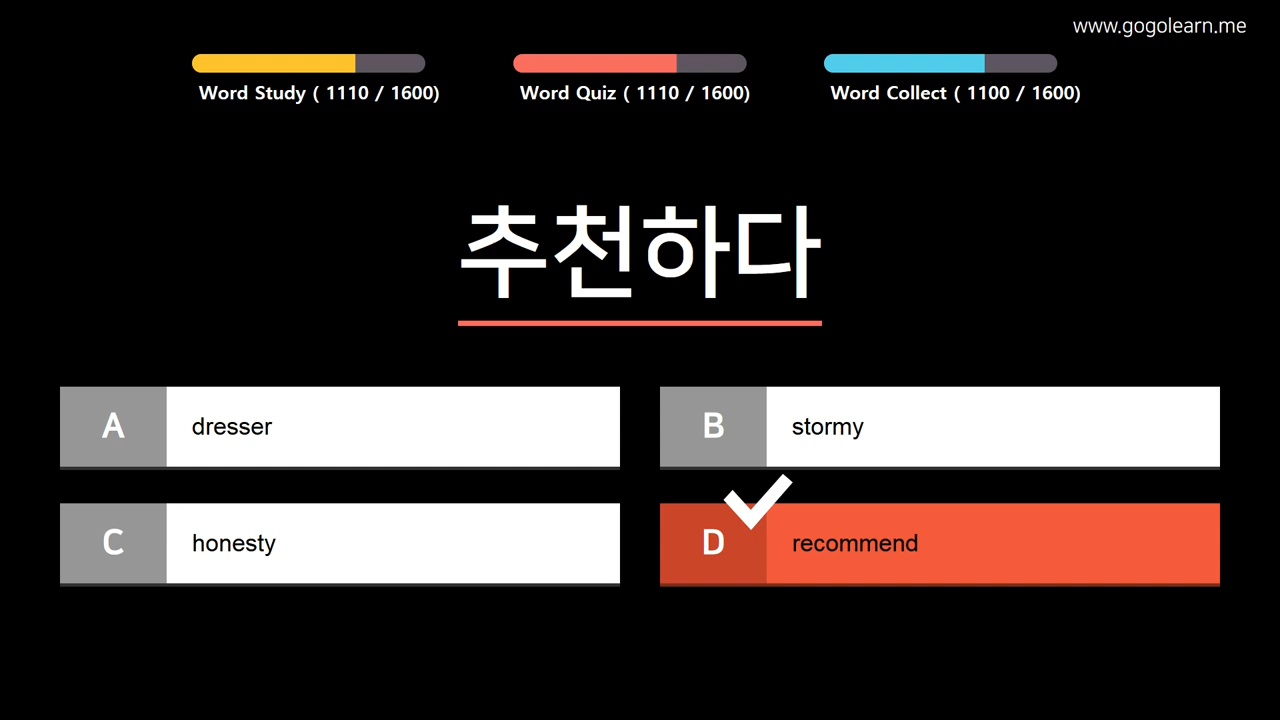 www.gogolearn.me
Word Study ( 1110 / 1600)
Word Quiz ( 1110 / 1600)
Word Collect ( 1100 / 1600)
추천하다
A dresser
B stormy
C honesty
D recommend